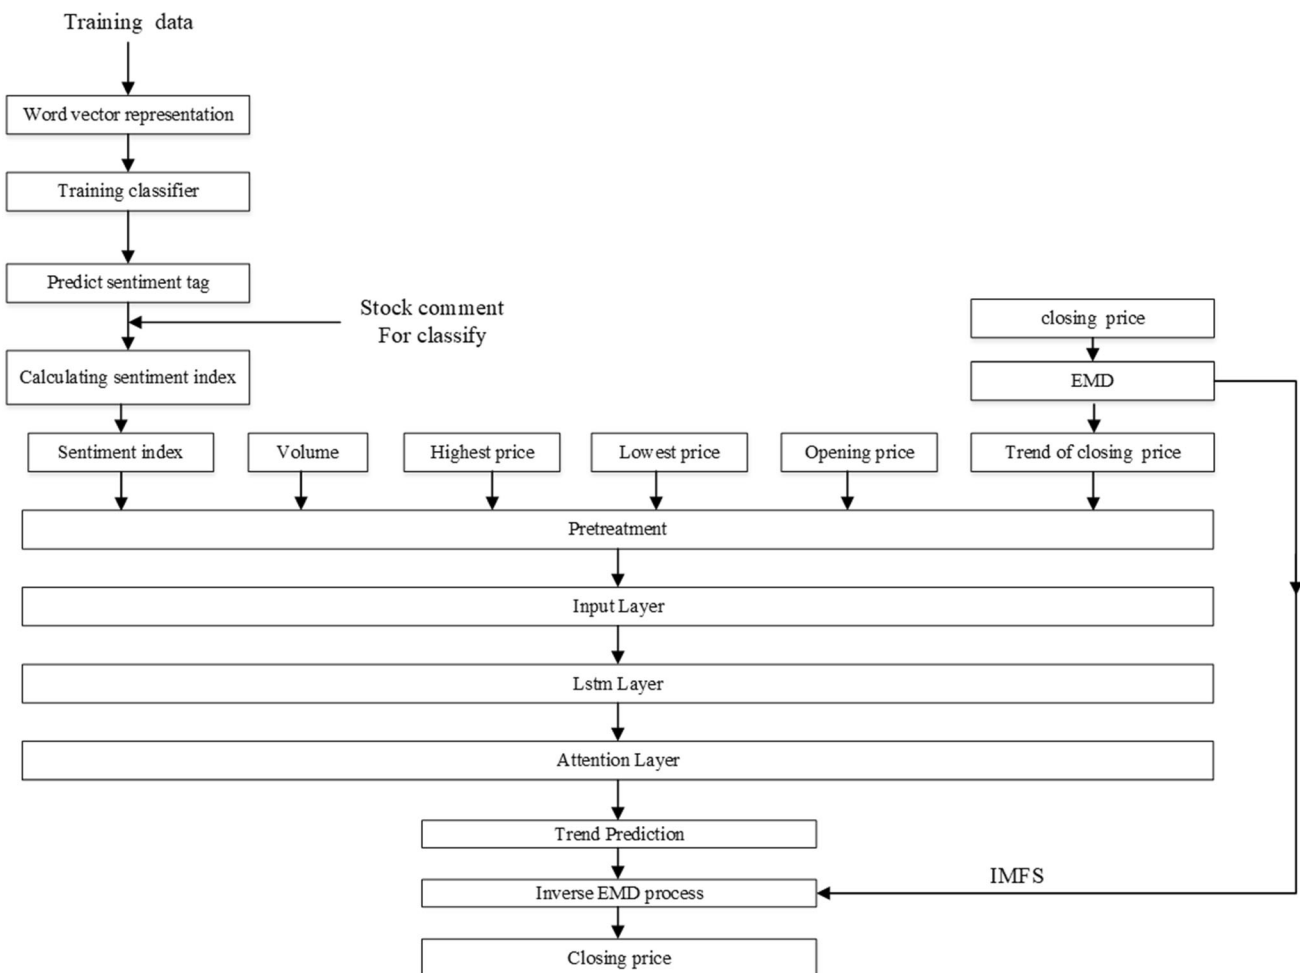 Training data
Word vector representation
Training classifier
Predict sentiment tag
Stock comment
For classify
closing price
Calculating sentiment index
EMD
Sentiment index
Volume
Highest price
Lowest price
Opening price
Trend of closing price
Pretreatment
Input Layer
Lstm Layer
Attention Layer
Trend Prediction
IMFS
Inverse EMD process
Closing price